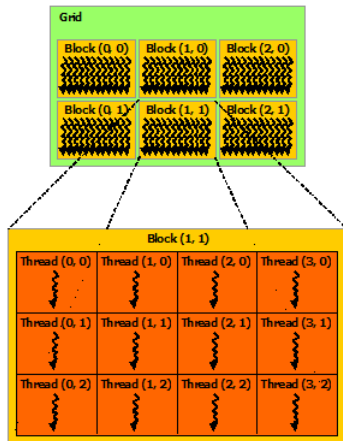 Grid
Block (0, 0) Block (1, 0) Block (2, 0)
Block (0, 1) Block (1, 1) Block (2, 1)
Block (1, 1)
Thread (0, 0) Thread (1, 0) Thread (2, 0) Thread (3, 0)
Thread (0, 1) Thread (1, 1) Thread (2, 1) Thread (3, 1)
Thread (0, 2) Thread (1, 2) Thread (2, 2) Thread (3, 2)